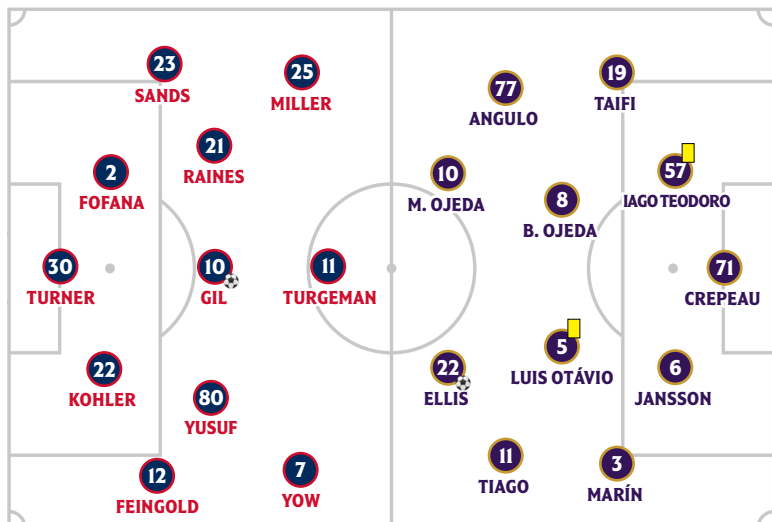 23
SANDS
25
MILLER
21
RAINES
2
FOFANA
30
TURNER
10
GIL
11
TURGEMAN
22
KOHLER
80
YUSUF
12
FEINGOLD
7
YOW
77
ANGULO
19
TAIFI
10
M. OJEDA
8
B. OJEDA
57
IAGO TEODORO
71
CREPEAU
22
ELLIS
5
LUIS OTÁVIO
6
JANSSON
11
TIAGO
3
MARÍN